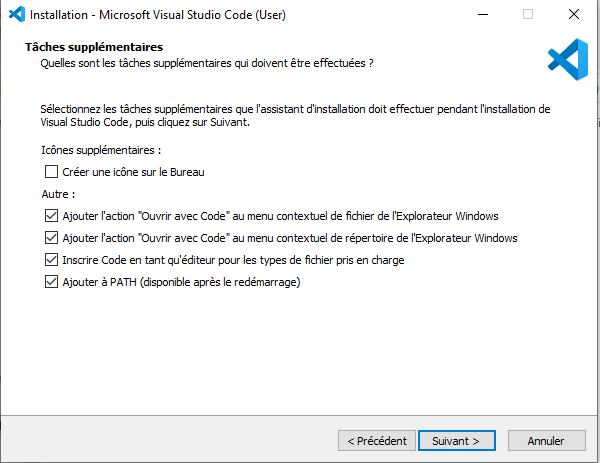 Installation - Microsoft Visual Studio Code (User)
Tâches supplémentaires
Quelles sont les tâches supplémentaires qui doivent être effectuées ?
Sélectionnez les tâches supplémentaires que l'assistant d'installation doit effectuer pendant l'installation de
Visual Studio Code, puis cliquez sur Suivant.
Icônes supplémentaires :
Créer une icône sur le Bureau
Autre :
Ajouter l'action "Ouvrir avec Code" au menu contextuel de fichier de l'Explorateur Windows
Ajouter l'action "Ouvrir avec Code" au menu contextuel de répertoire de l'Explorateur Windows
Inscrire Code en tant qu'éditeur pour les types de fichier pris en charge
Ajouter à PATH (disponible après le redémarrage)
< Précédent Suivant > Annuler